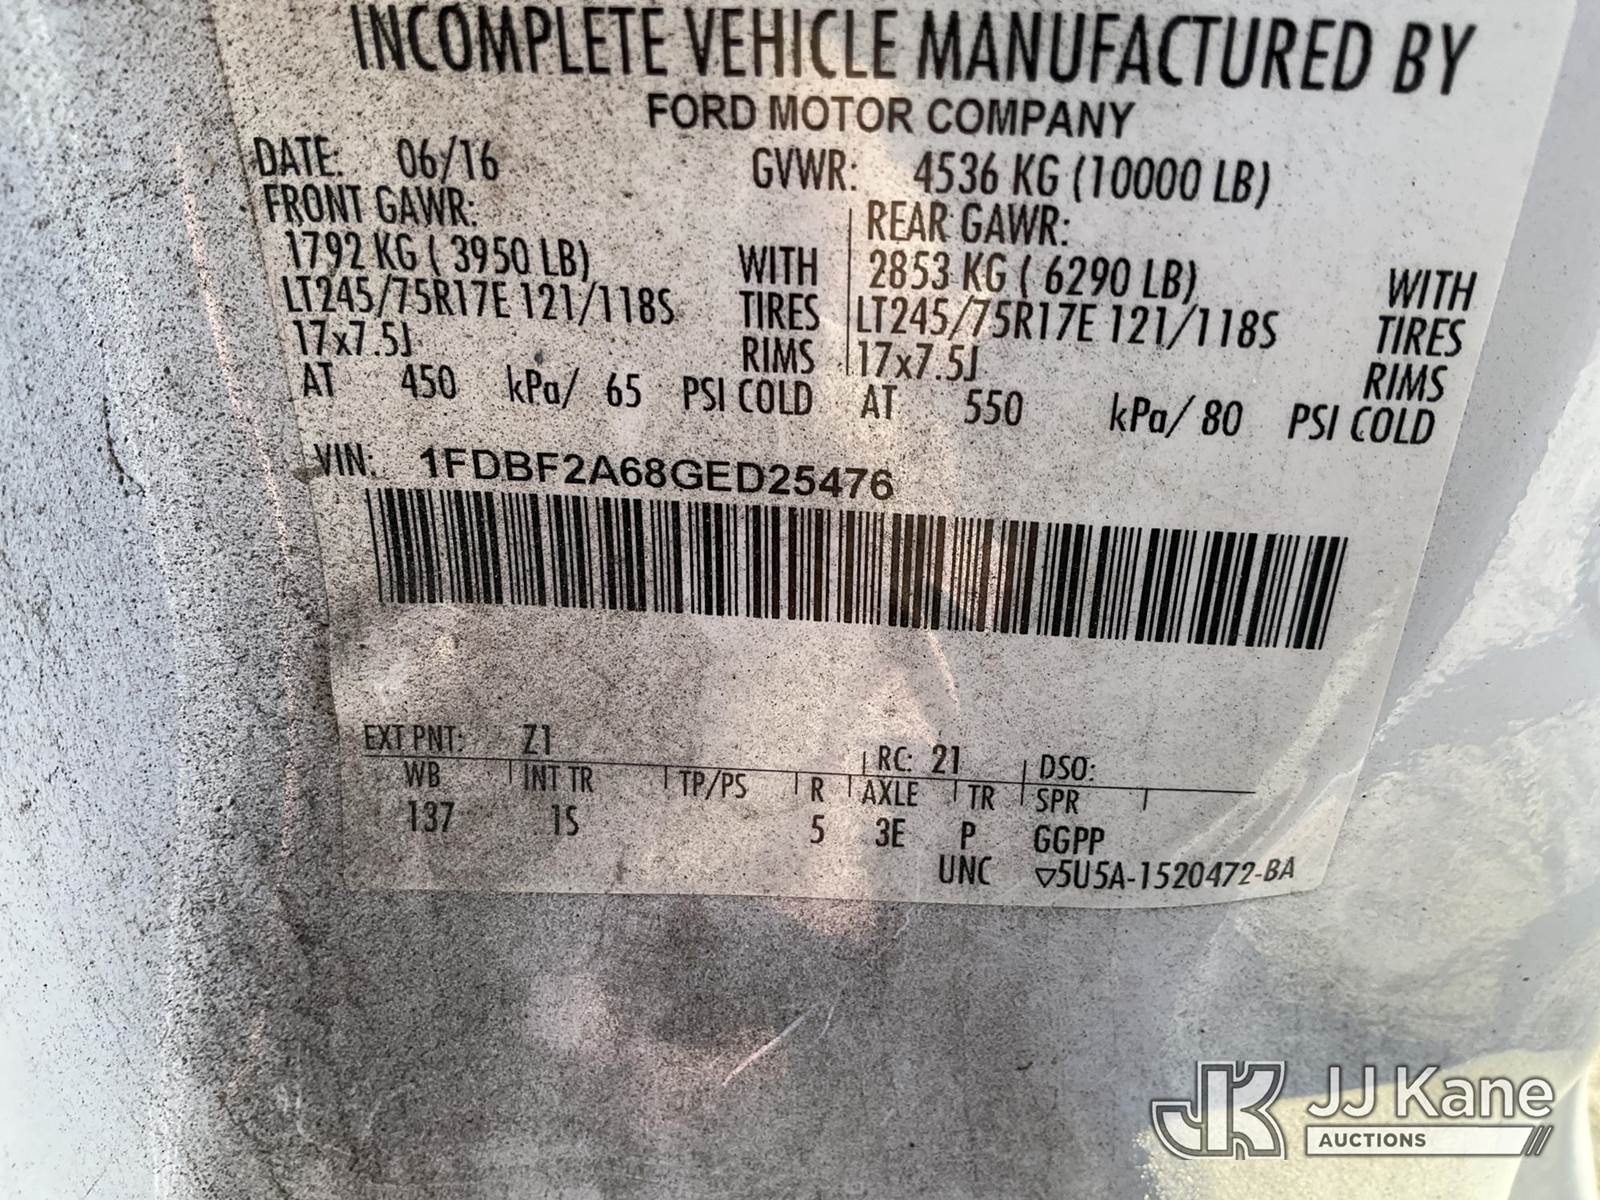 INCOMPLETE VEHICLE MANUFACTURED BY
FORD MOTOR COMPANY
DATE: 06/16 GVWR: 4536 KG (10000 LB)
FRONT GAWR: REAR GAWR:
1792 KG ( 3950 LB) WITH 2853 KG ( 6290 LB) WITH
LT245/75R17E 121/118S TIRES LT245/75R17E 121/118S TIRES
17x7.5J RIMS 17x7.5J RIMS
AT 450 kPa/ 65 PSI COLD AT 550 kPa/ 80 PSI COLD
VIN: 1FDBF2A68GED25476
EXT PNT: Z1 RC: 21 DSO:
WB INT TR TP/PS R AXLE TR SPR
137 1S 5 3E P GGPP
UNC ▽5U5A-1520472-BA
JK JJ Kane
AUCTIONS